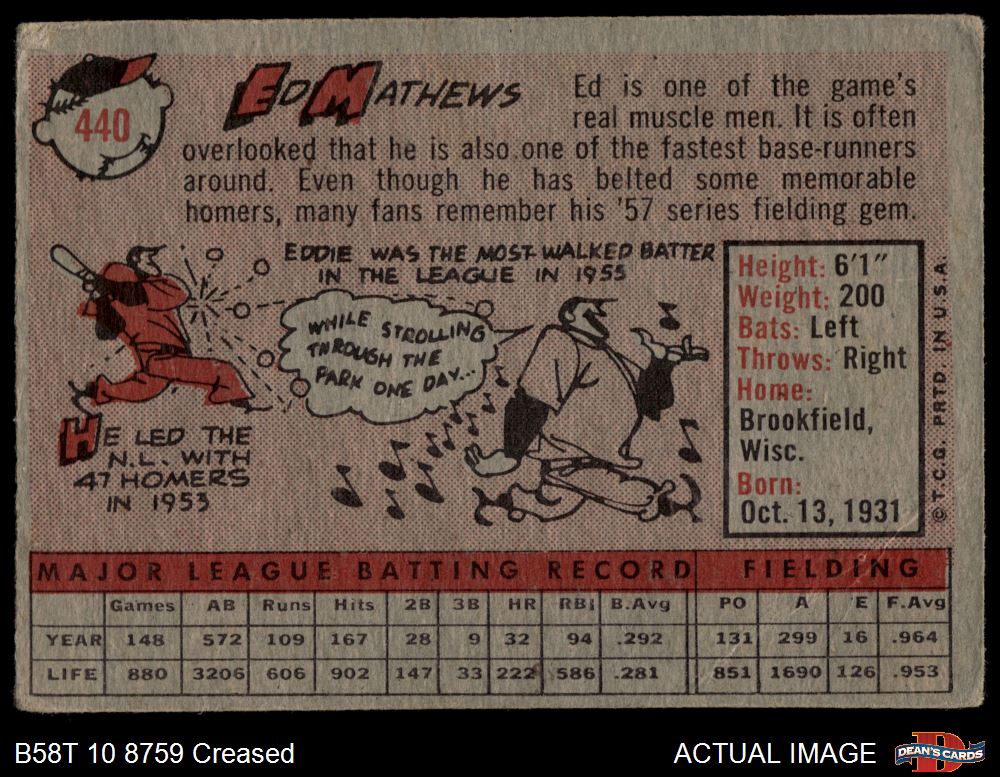 440
ED MATHEWS
Ed is one of the game's
real muscle men. It is often
overlooked that he is also one of the fastest base-runners
around. Even though he has belted some memorable
homers, many fans remember his '57 series fielding gem.
EDDIE WAS THE MOST WALKED BATTER
IN THE LEAGUE IN 1955
WHILE STROLLING
THROUGH THE
PARK ONE DAY...
HE LED THE
N.L. WITH
47 HOMERS
IN 1953
Height: 6'1"
Weight: 200
Bats: Left
Throws: Right
Home:
Brookfield,
Wisc.
Born:
Oct. 13, 1931
© T.C.G. PRTD. IN U.S.A.
MAJOR LEAGUE BATTING RECORD FIELDING
Games AB Runs Hits 2B 3B HR RBI B.Avg PO A E F.Avg
YEAR 148 572 109 167 28 9 32 94 .292 131 299 16 .964
LIFE 880 3206 606 902 147 33 222 586 .281 851 1690 126 .953
B58T 10 8759 Creased
ACTUAL IMAGE
DEAN'S CARDS